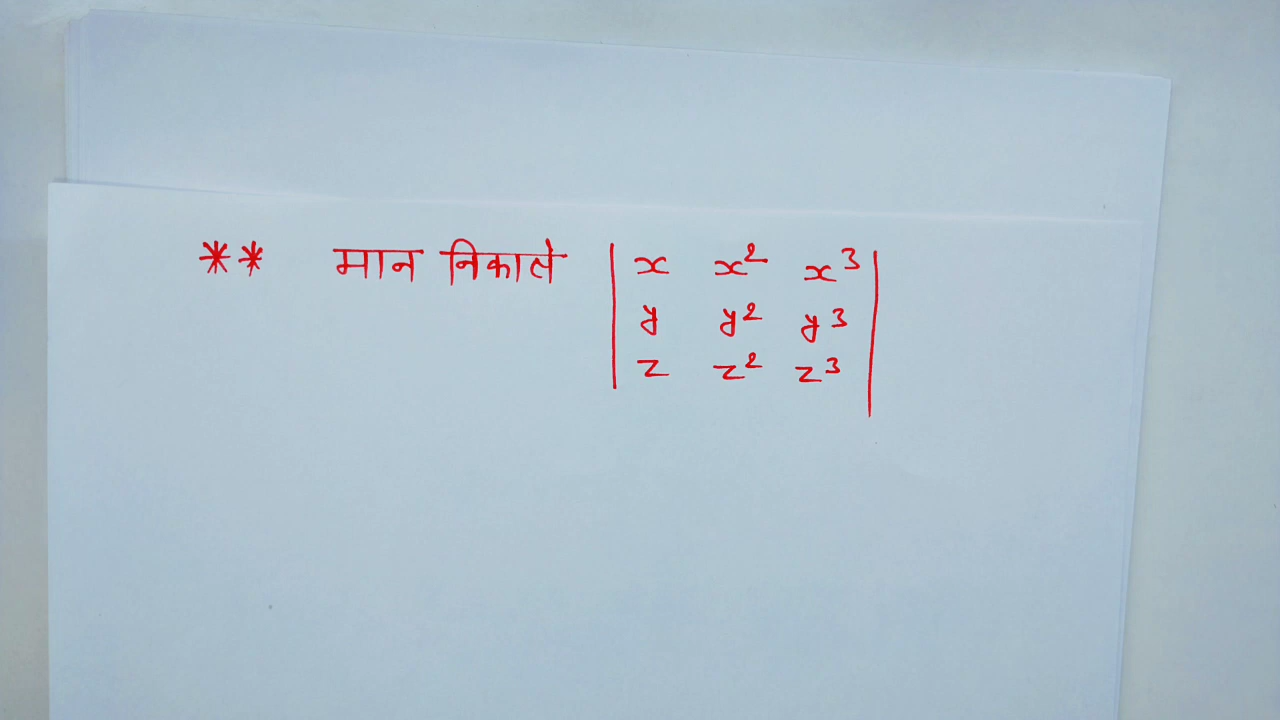 ** मान निकाले | x x² x³ |
| y y² y³ |
| z z² z³ |